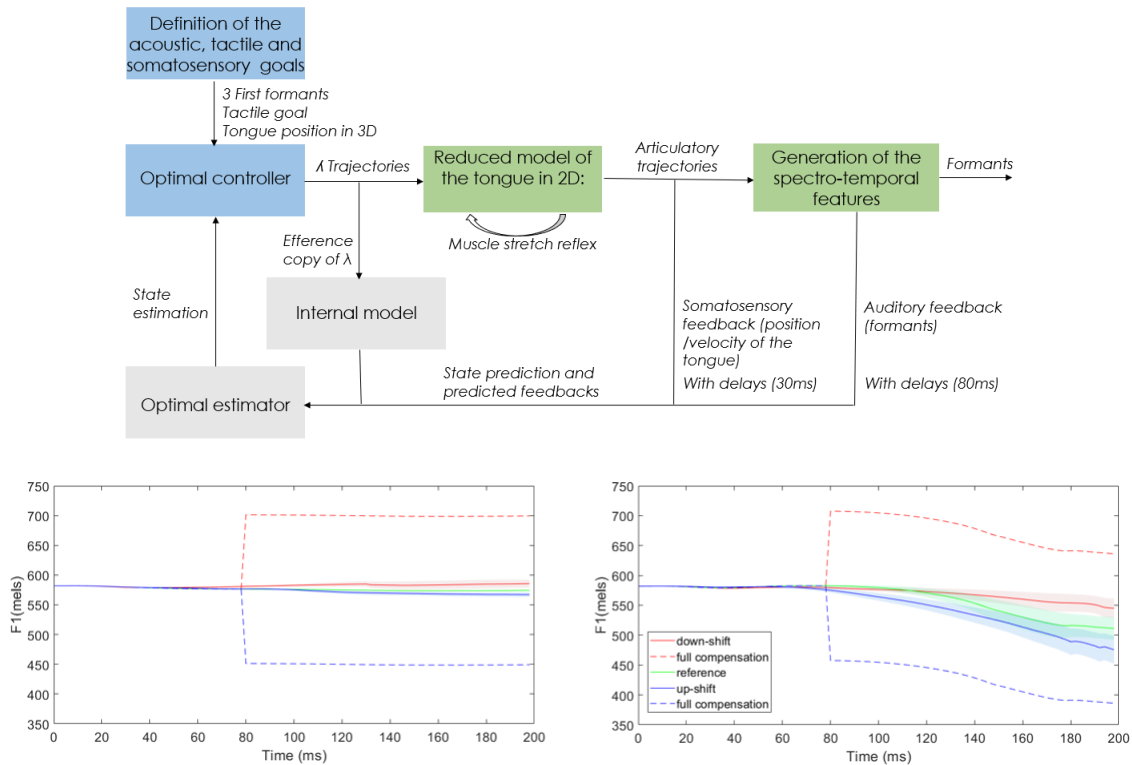 Definition of the
acoustic, tactile and
somatosensory goals
3 First formants
Tactile goal
Tongue position in 3D
Optimal controller
ʎ Trajectories
Reduced model of
the tongue in 2D:
Articulatory
trajectories
Generation of the
spectro-temporal
features
Formants
Muscle stretch reflex
Efference
copy of λ
State
estimation
Internal model
Somatosensory
feedback (position
/velocity of the
tongue)
With delays (30ms)
Auditory feedback
(formants)
With delays (80ms)
State prediction and
predicted feedbacks
Optimal estimator
750
700
650
600
550
500
450
400
350
F1(mels)
0 20 40 60 80 100 120 140 160 180 200
Time (ms)
750
700
650
600
550
500
450
400
350
F1(mels)
down-shift
full compensation
reference
up-shift
full compensation
0 20 40 60 80 100 120 140 160 180 200
Time (ms)